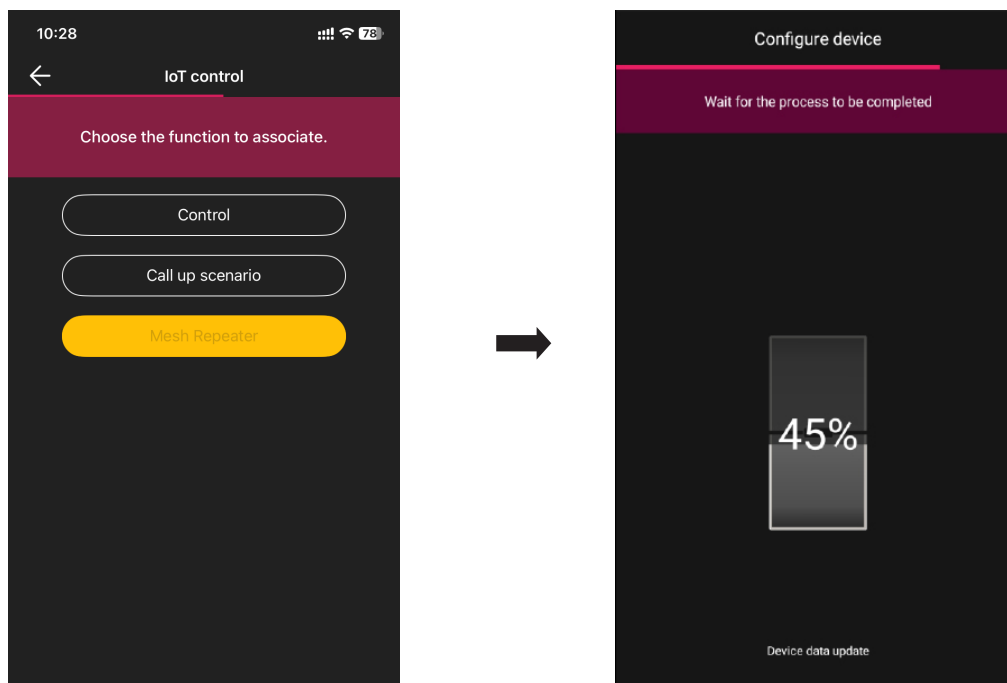 10:28
78
IoT control
Choose the function to associate.
Control
Call up scenario
Mesh Repeater
Configure device
Wait for the process to be completed
45%
Device data update